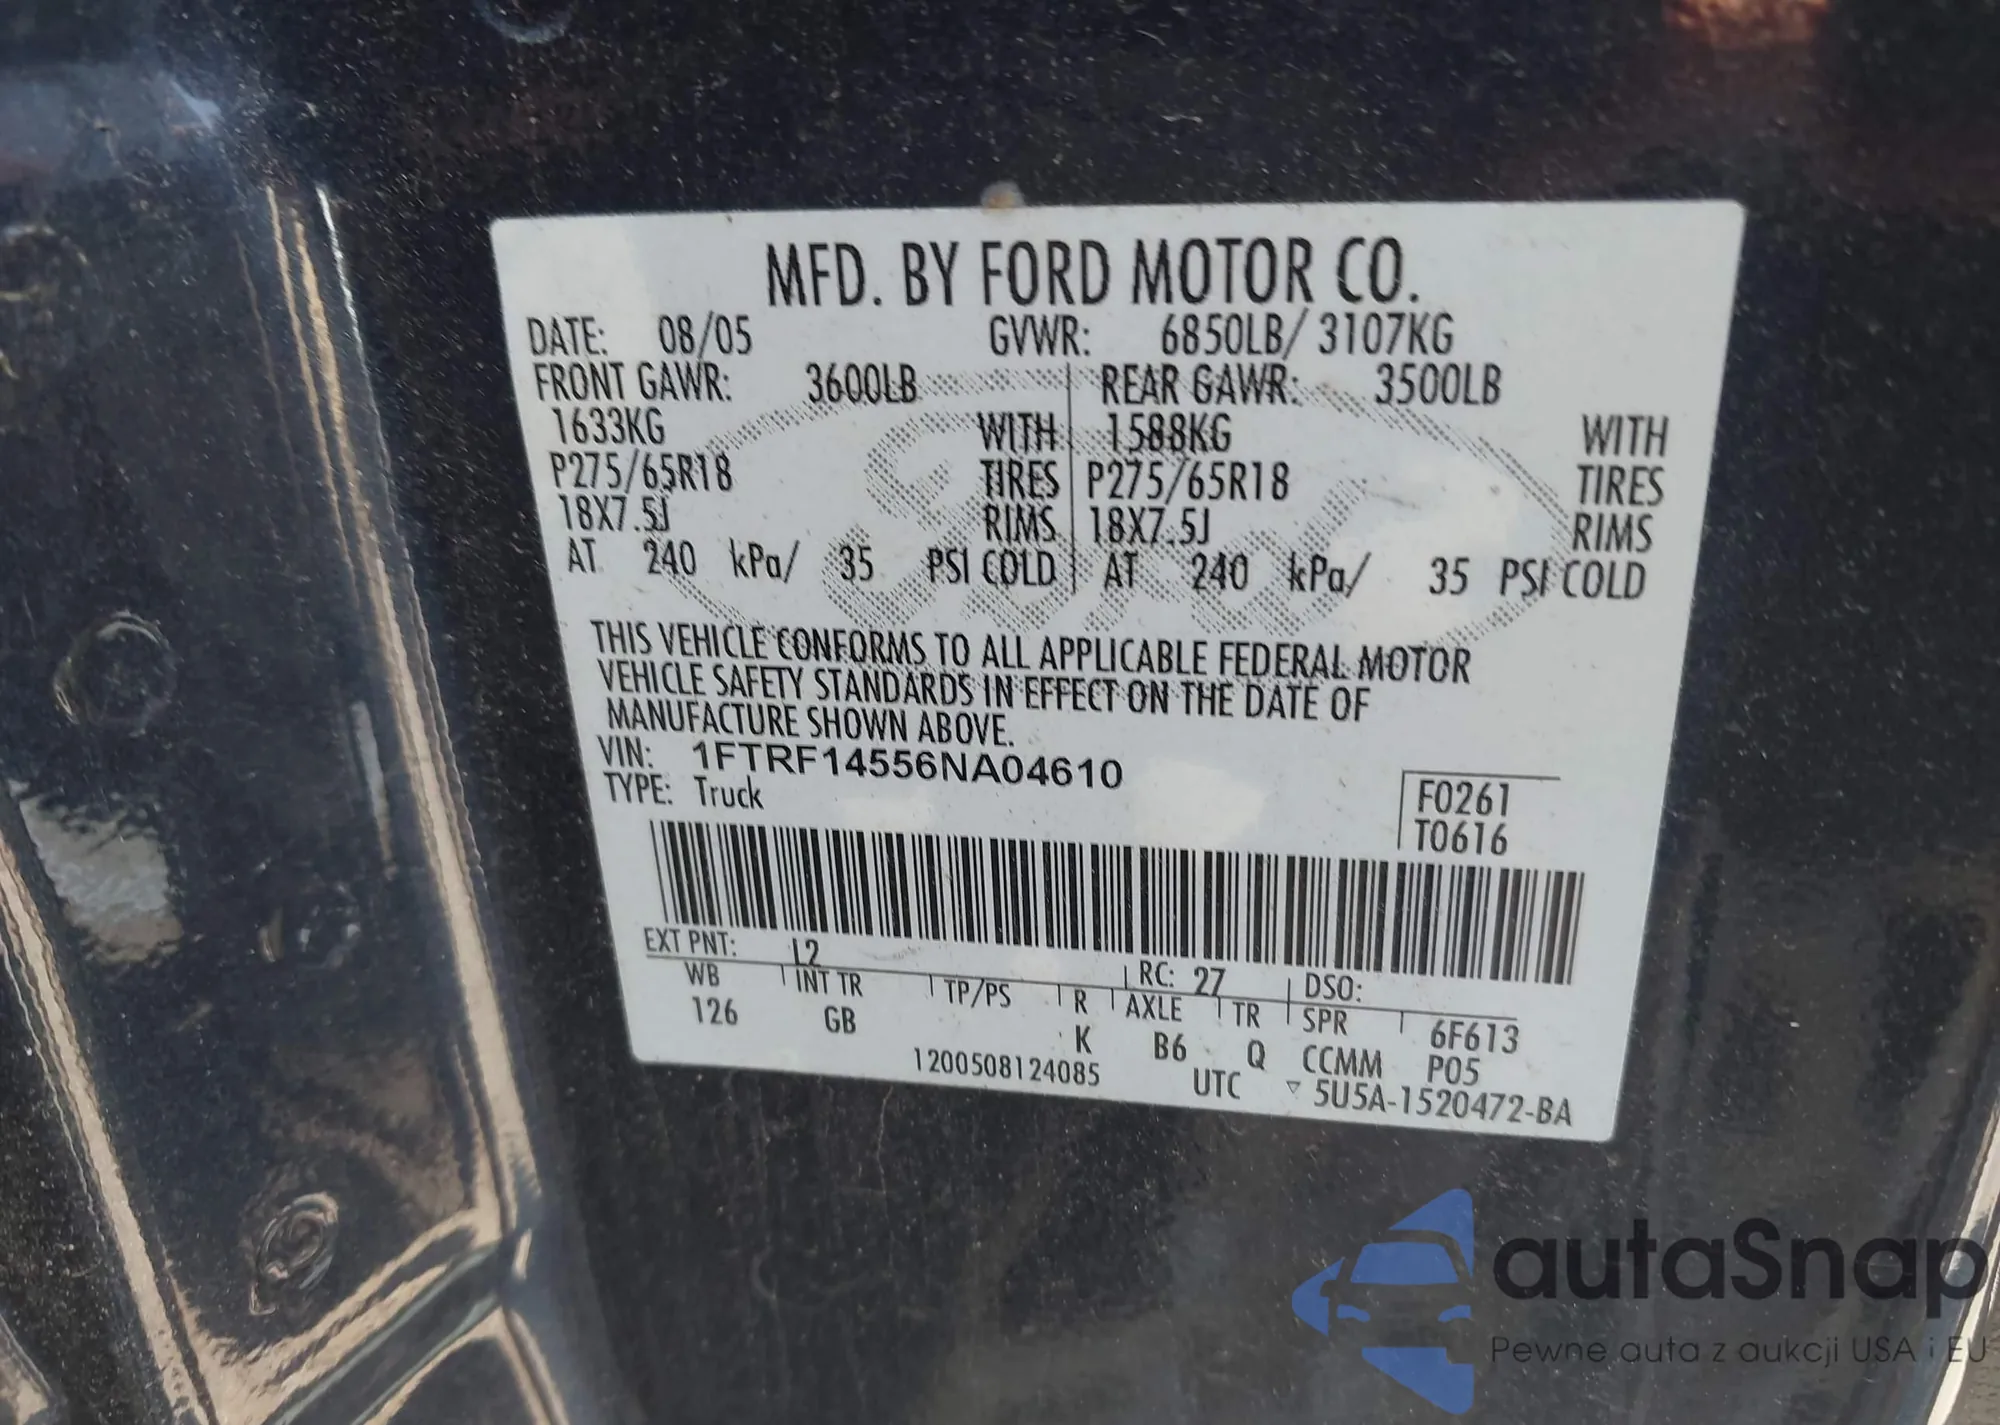 MFD. BY FORD MOTOR CO.
DATE: 08/05 GVWR: 6850LB/ 3107KG
FRONT GAWR: 3600LB REAR GAWR: 3500LB
1633KG WITH 1588KG WITH
P275/65R18 TIRES P275/65R18 TIRES
18X7.5J RIMS 18X7.5J RIMS
AT 240 kPa/ 35 PSI COLD AT 240 kPa/ 35 PSI COLD
THIS VEHICLE CONFORMS TO ALL APPLICABLE FEDERAL MOTOR
VEHICLE SAFETY STANDARDS IN EFFECT ON THE DATE OF
MANUFACTURE SHOWN ABOVE.
VIN: 1FTRF14556NA04610
TYPE: Truck
F0261
T0616
EXT PNT: L2 RC: 27 DSO:
WB INT TR TP/PS R AXLE TR SPR 6F613
126 GB K B6 Q CCMM P05
1200508124085 UTC ▽ 5U5A-1520472-BA
autaSnap
Pewne auta z aukcji USA i EU